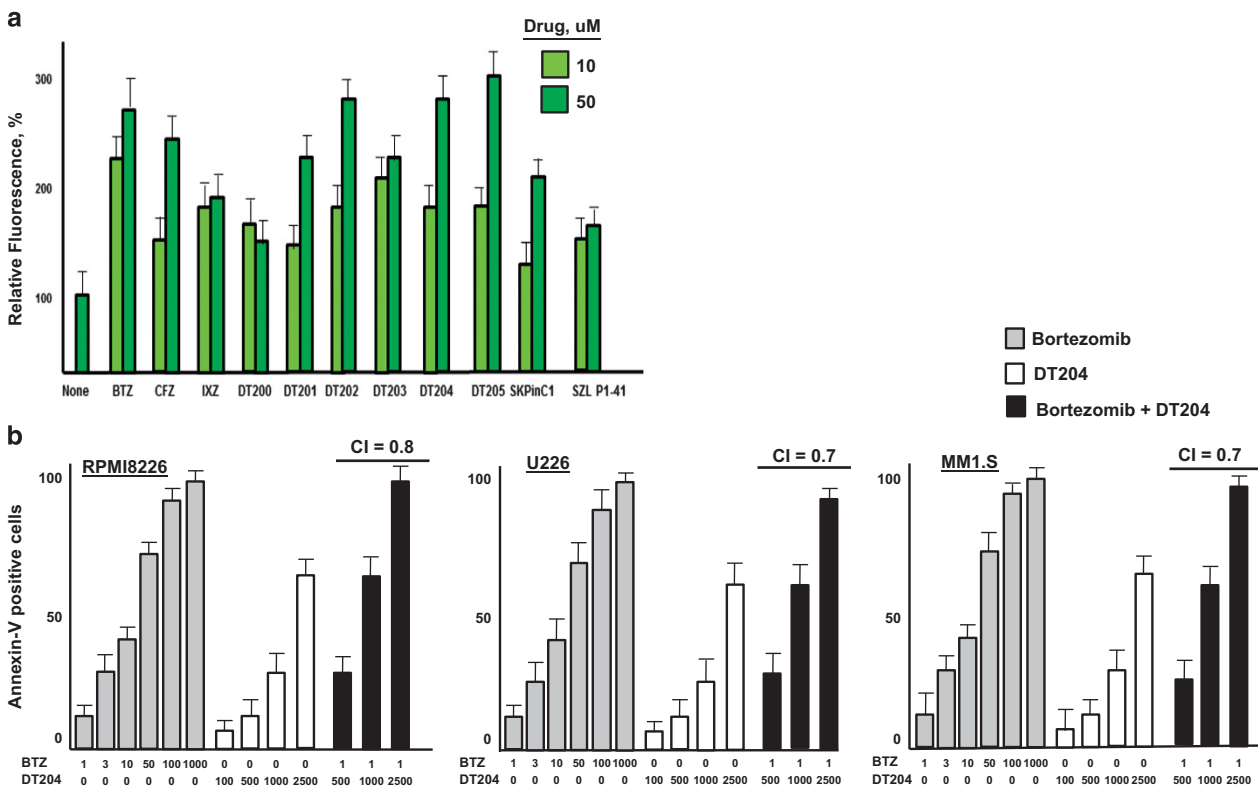 a
Drug, uM
10
50
Relative Fluorescence, %
300
200
100
None BTZ CFZ IXZ DT200 DT201 DT202 DT203 DT204 DT205 SKPinC1 SZL P1-41
Bortezomib
DT204
Bortezomib + DT204
b
Annexin-V positive cells
RPMI8226
CI = 0.8
100
50
0
BTZ 1 3 10 50 100 1000 0 0 0 0 1 1 1
DT204 0 0 0 0 0 0 100 500 1000 2500 500 1000 2500
U226
CI = 0.7
100
50
0
BTZ 1 3 10 50 100 1000 0 0 0 0 1 1 1
DT204 0 0 0 0 0 0 100 500 1000 2500 500 1000 2500
MM1.S
CI = 0.7
100
50
0
BTZ 1 3 10 50 100 1000 0 0 0 0 1 1 1
DT204 0 0 0 0 0 0 100 500 1000 2500 500 1000 2500